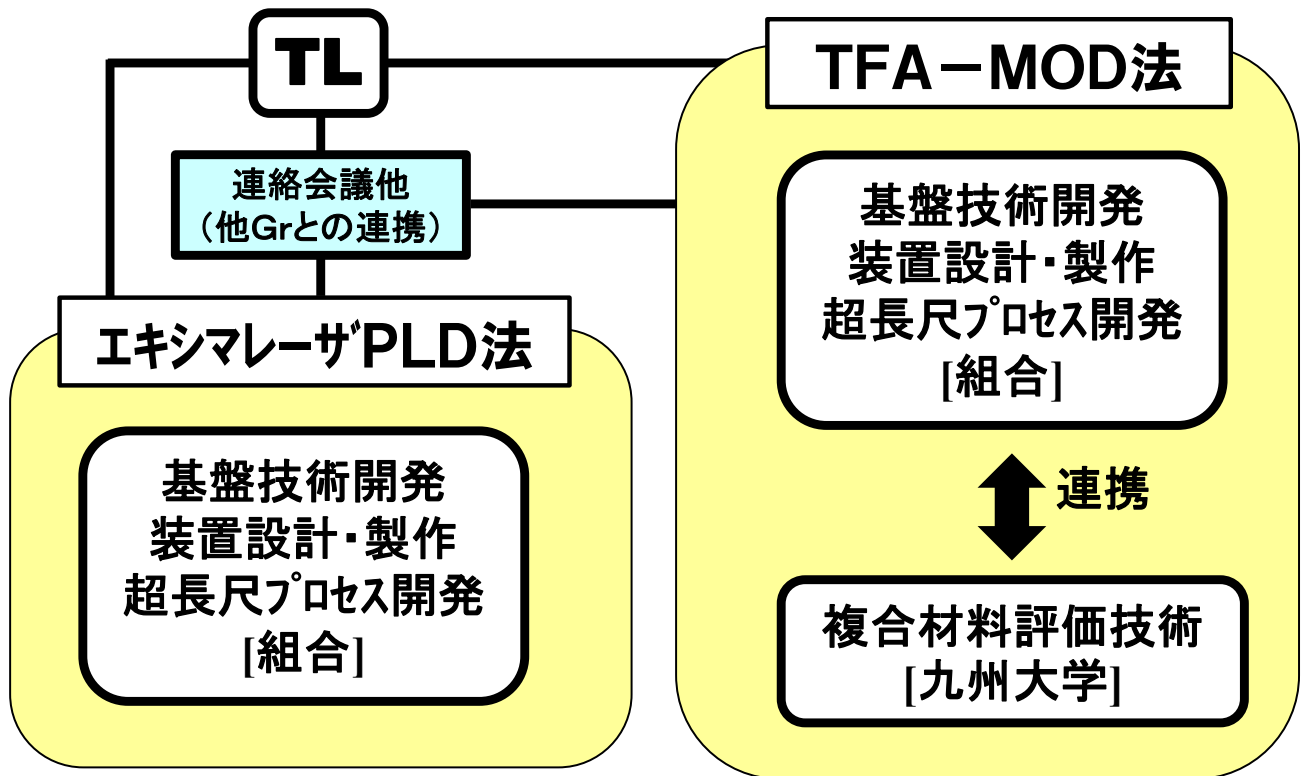 TL
連絡会議他
(他Grとの連携)
エキシマレーザPLD法
基盤技術開発
装置設計・製作
超長尺プロセス開発
[組合]
TFA－MOD法
基盤技術開発
装置設計・製作
超長尺プロセス開発
[組合]
連携
複合材料評価技術
[九州大学]